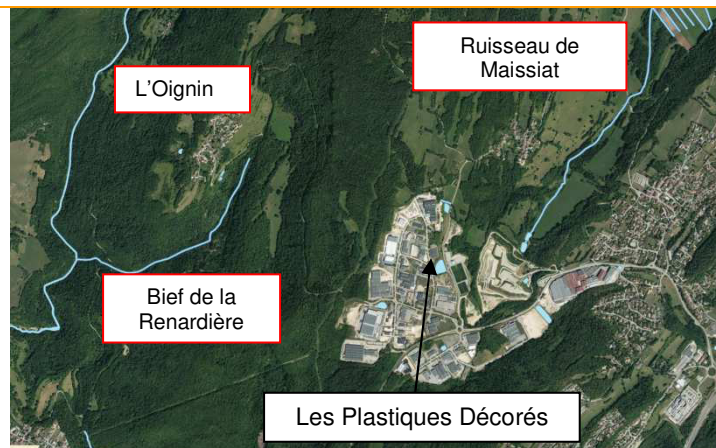 L'Oignin
Ruisseau de
Maissiat
Bief de la
Renardière
Les Plastiques Décorés